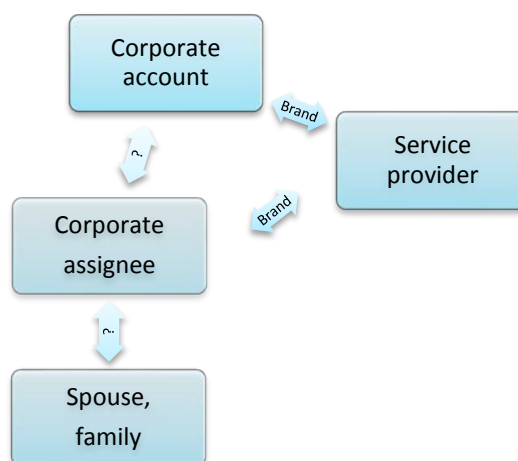 Corporate
account
Brand
Service
provider
?
Brand
Corporate
assignee
?
Spouse,
family